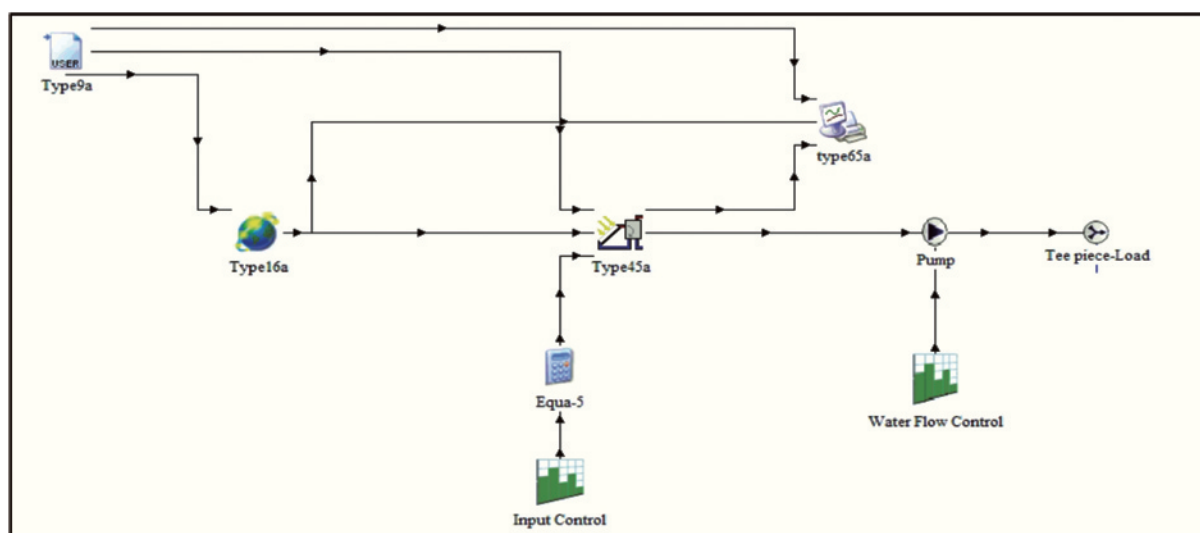 USER
Type9a
type65a
Type16a
Type45a
Pump
Tee piece-Load
Equa-5
Water Flow Control
Input Control